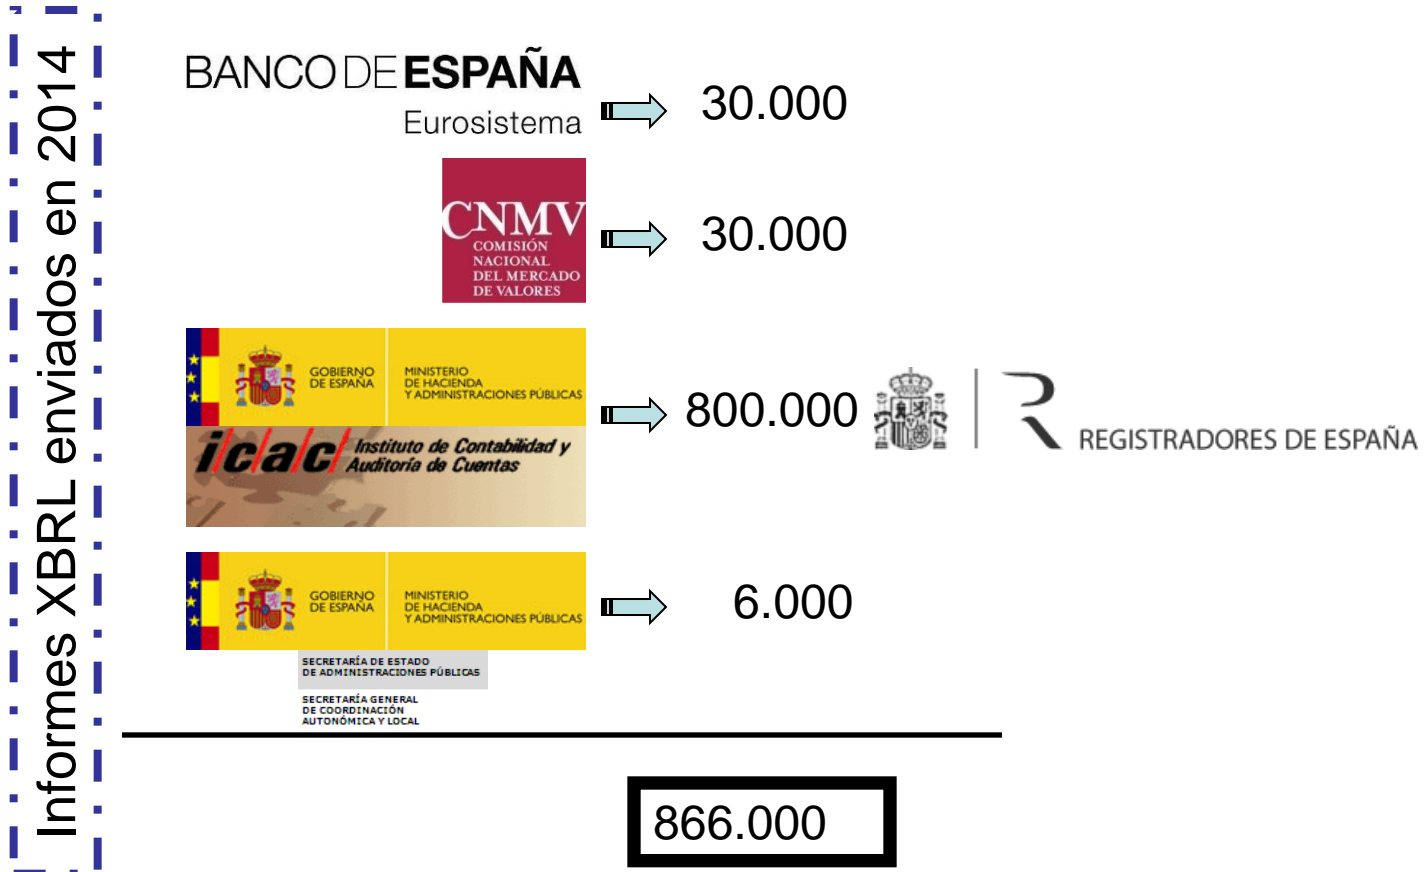 Informes XBRL enviados en 2014
BANCO DE ESPAÑA
Eurosistema
30.000
CNMV
COMISIÓN
NACIONAL
DEL MERCADO
DE VALORES
30.000
GOBIERNO
DE ESPAÑA
MINISTERIO
DE HACIENDA
Y ADMINISTRACIONES PÚBLICAS
icac
Instituto de Contabilidad y
Auditoría de Cuentas
800.000
R
REGISTRADORES DE ESPAÑA
GOBIERNO
DE ESPAÑA
MINISTERIO
DE HACIENDA
Y ADMINISTRACIONES PÚBLICAS
6.000
SECRETARÍA DE ESTADO
DE ADMINISTRACIONES PÚBLICAS
SECRETARÍA GENERAL
DE COORDINACIÓN
AUTONÓMICA Y LOCAL
866.000